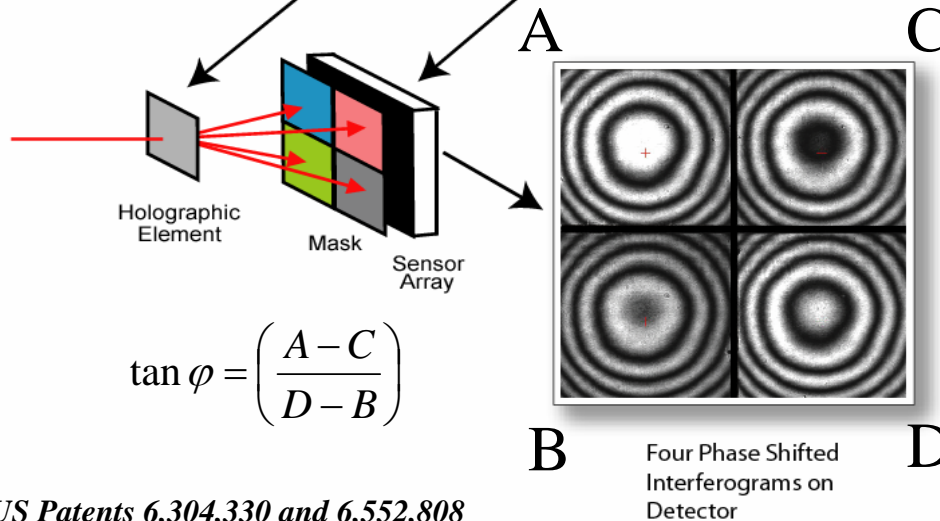 A
C
Holographic
Element
Mask
Sensor
Array
tan φ = ( A − C / D − B )
B
D
Four Phase Shifted
Interferograms on
Detector
US Patents 6,304,330 and 6,552,808